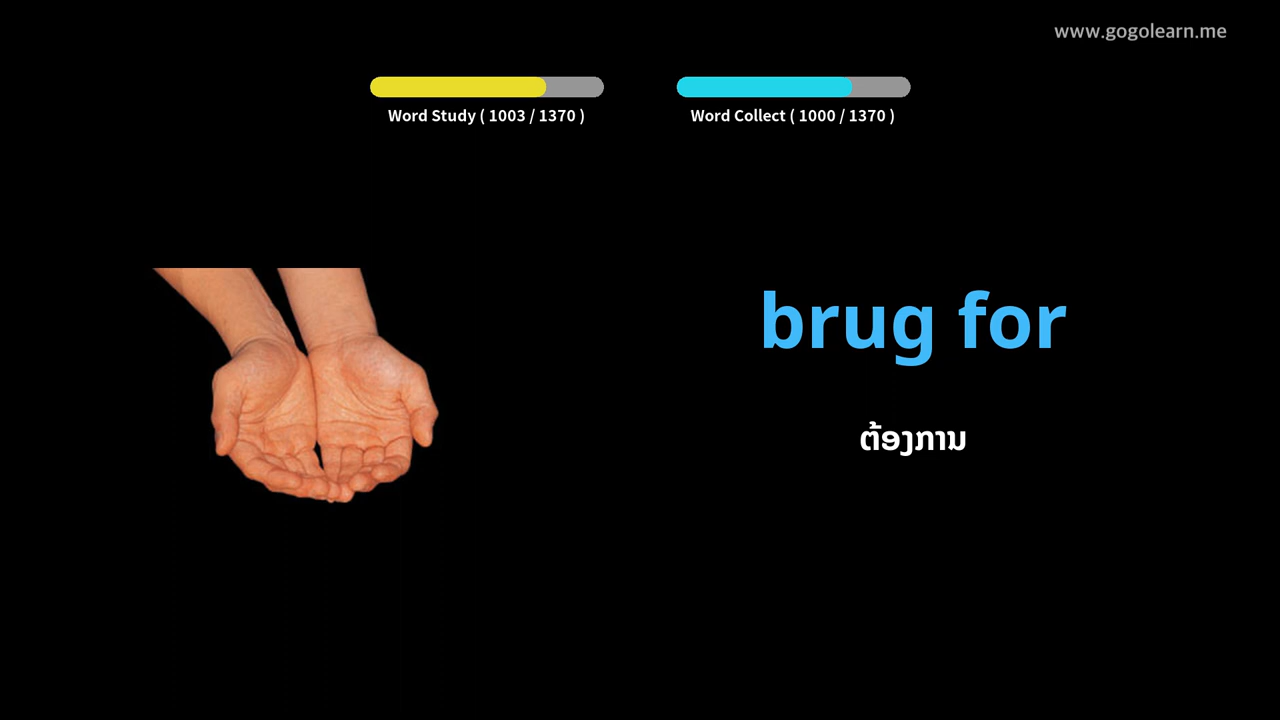 www.gogolearn.me
Word Study ( 1003 / 1370 )
Word Collect ( 1000 / 1370 )
brug for
ຕ້ອງການ